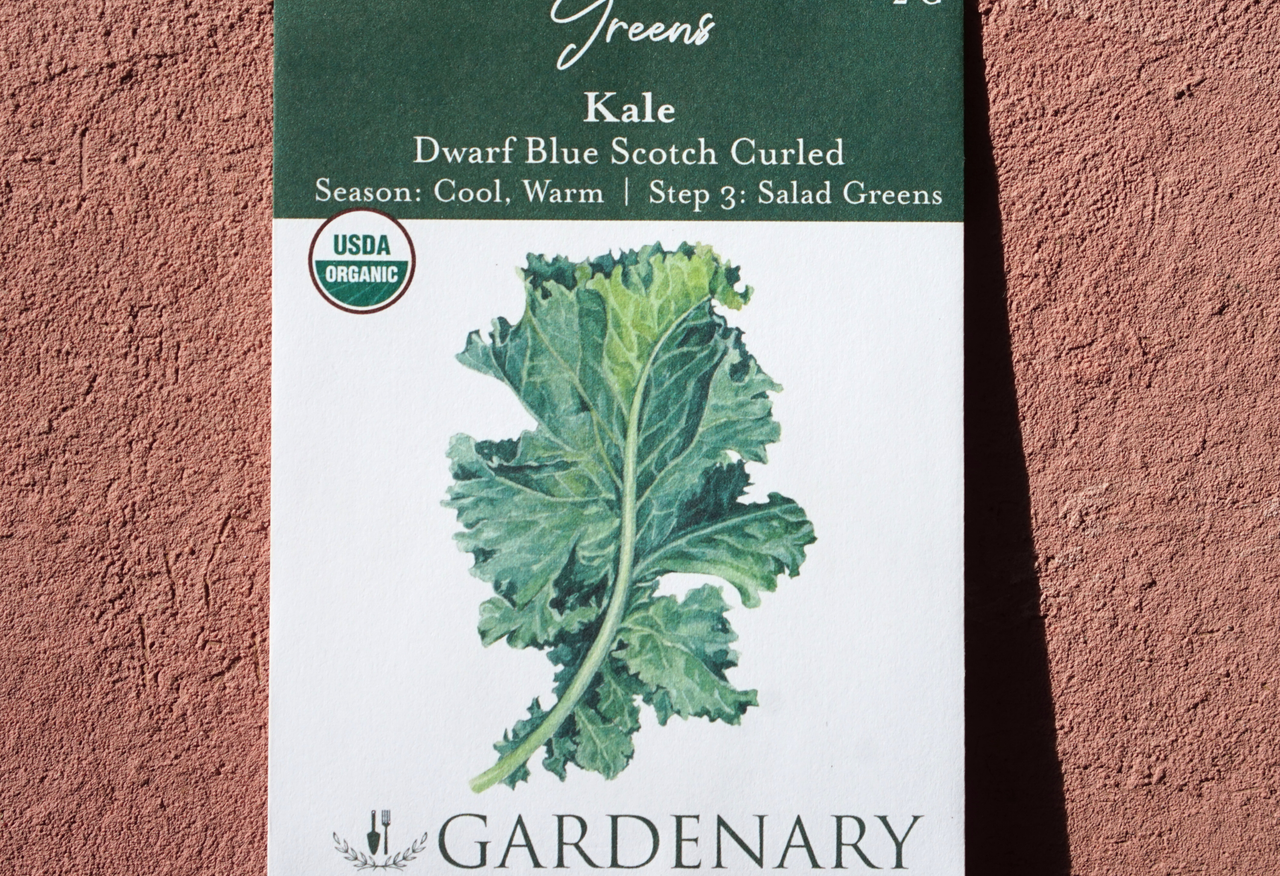 Greens
Kale
Dwarf Blue Scotch Curled
Season: Cool, Warm | Step 3: Salad Greens
USDA
ORGANIC
GARDENARY